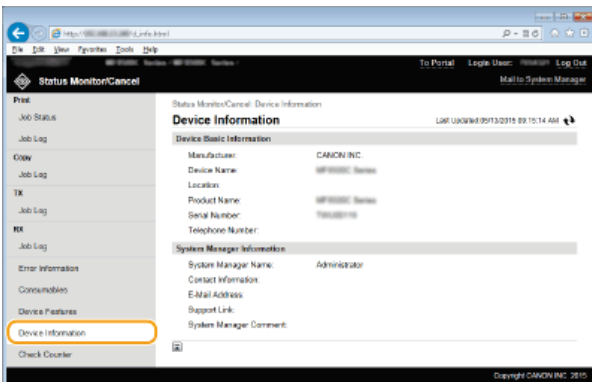 http://
d_info.html
File Edit View Favorites Tools Help
To Portal Login User: Log Out
Status Monitor/Cancel
Mail to System Manager
Print
Job Status
Job Log
Copy
Job Log
TX
Job Log
RX
Job Log
Error Information
Consumables
Device Features
Device Information
Check Counter
Status Monitor/Cancel: Device Information
Device Information
Last Updated:05/13/2015 09:15:14 AM
Device Basic Information
Manufacturer: CANON INC.
Device Name:
Location:
Product Name:
Serial Number:
Telephone Number:
System Manager Information
System Manager Name: Administrator
Contact Information:
E-Mail Address:
Support Link:
System Manager Comment:
Copyright CANON INC. 2015